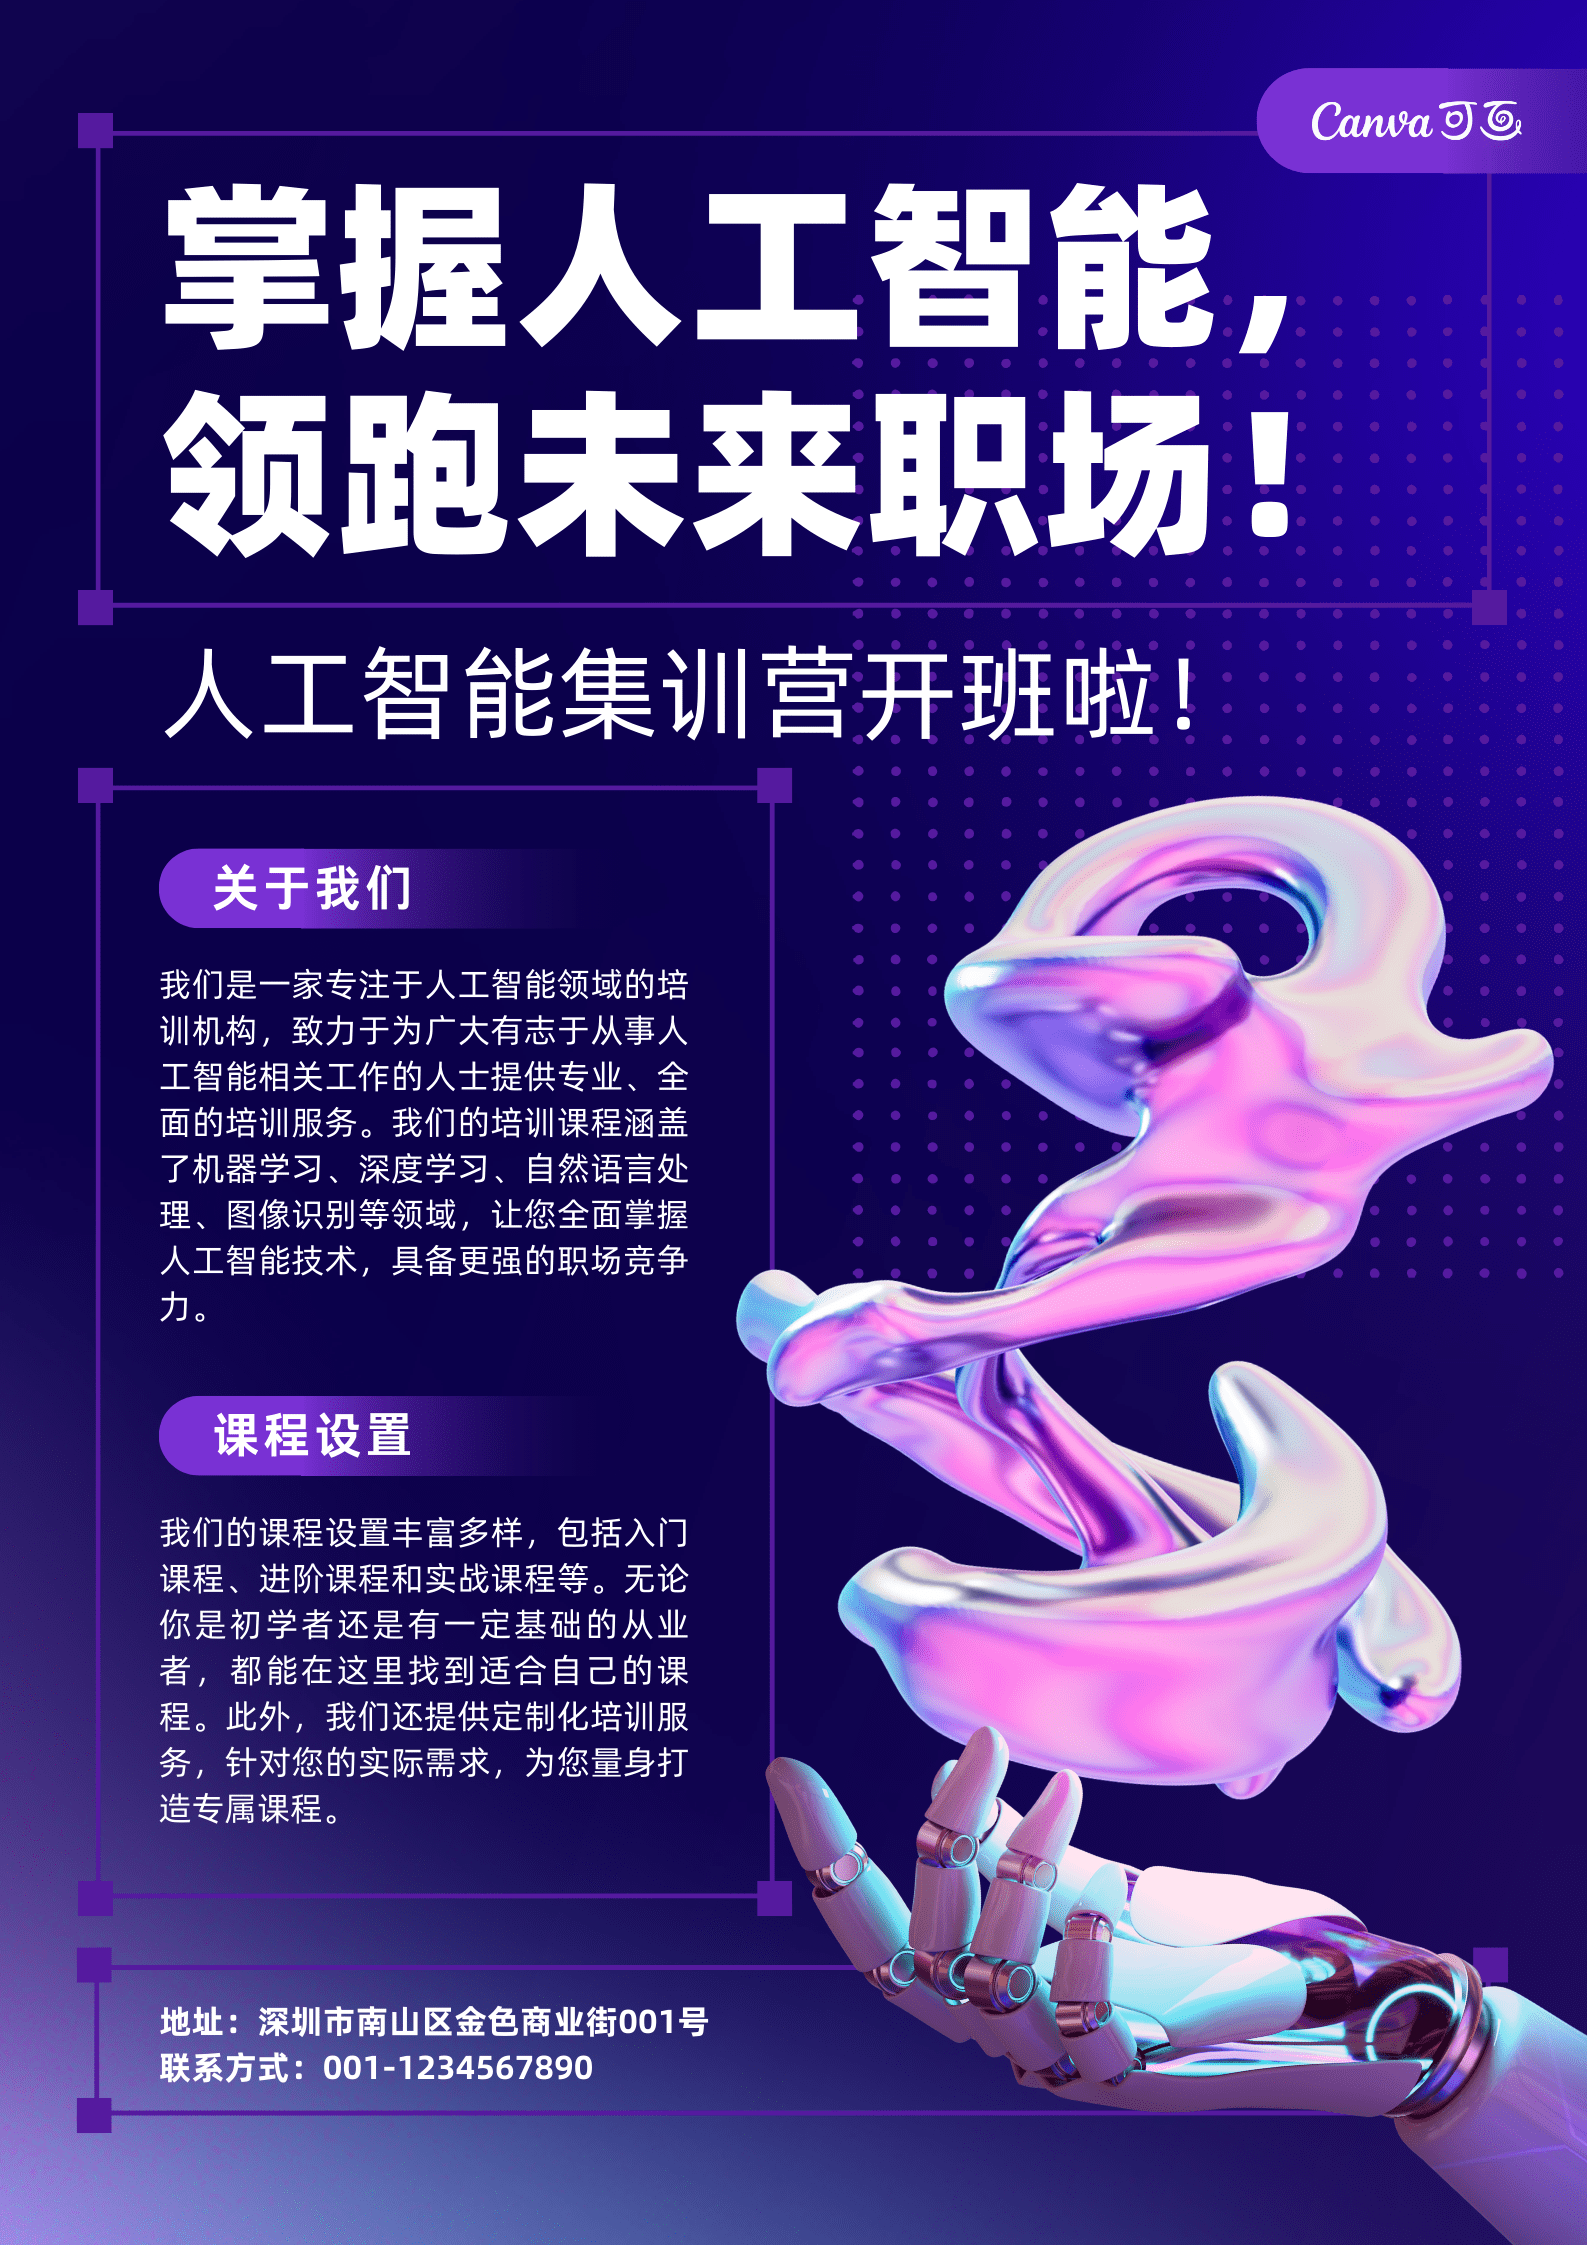 Canva可画
掌握人工智能，
领跑未来职场！
人工智能集训营开班啦！
关于我们
我们是一家专注于人工智能领域的培
训机构，致力于为广大有志于从事人
工智能相关工作的人士提供专业、全
面的培训服务。我们的培训课程涵盖
了机器学习、深度学习、自然语言处
理、图像识别等领域，让您全面掌握
人工智能技术，具备更强的职场竞争
力。
课程设置
我们的课程设置丰富多样，包括入门
课程、进阶课程和实战课程等。无论
你是初学者还是有一定基础的从业
者，都能在这里找到适合自己的课
程。此外，我们还提供定制化培训服
务，针对您的实际需求，为您量身打
造专属课程。
地址：深圳市南山区金色商业街001号
联系方式：001-1234567890